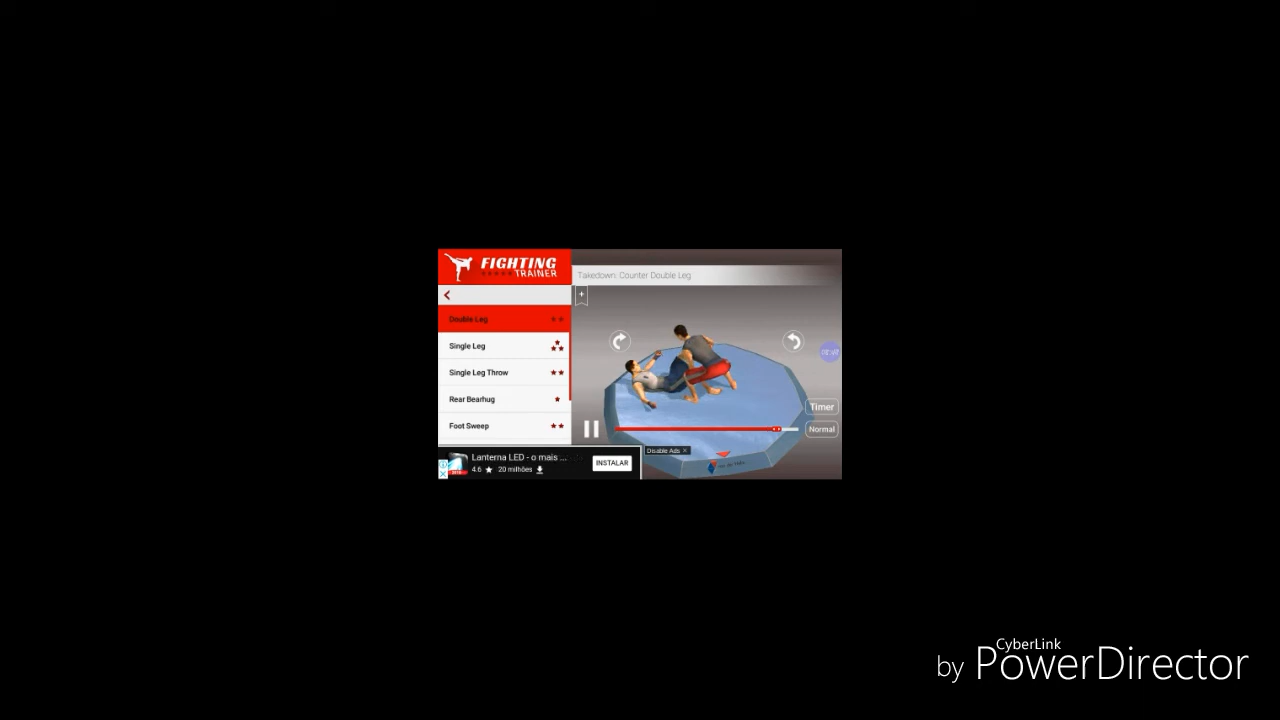 FIGHTING
TRAINER
Takedown: Counter Double Leg
Double Leg
Single Leg
Single Leg Throw
Rear Bearhug
Foot Sweep
Timer
Normal
Disable Ads ×
Lanterna LED - o mais ...
4.6 ★ 20 milhões
INSTALAR
CyberLink
by PowerDirector